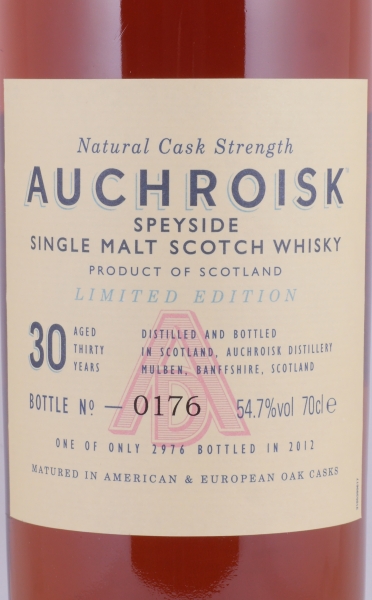 Natural Cask Strength
AUCHROISK
SPEYSIDE
SINGLE MALT SCOTCH WHISKY
PRODUCT OF SCOTLAND
LIMITED EDITION
30 AGED THIRTY YEARS
DISTILLED AND BOTTLED
IN SCOTLAND, AUCHROISK DISTILLERY
MULBEN, BANFFSHIRE, SCOTLAND
AD
BOTTLE Nº — 0176 54.7%vol 70cl e
ONE OF ONLY 2976 BOTTLED IN 2012
MATURED IN AMERICAN & EUROPEAN OAK CASKS